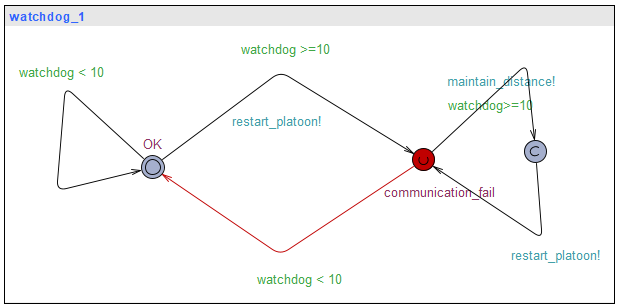 watchdog_1
watchdog >=10
watchdog < 10
maintain_distance!
watchdog>=10
restart_platoon!
OK
C
communication_fail
restart_platoon!
watchdog < 10